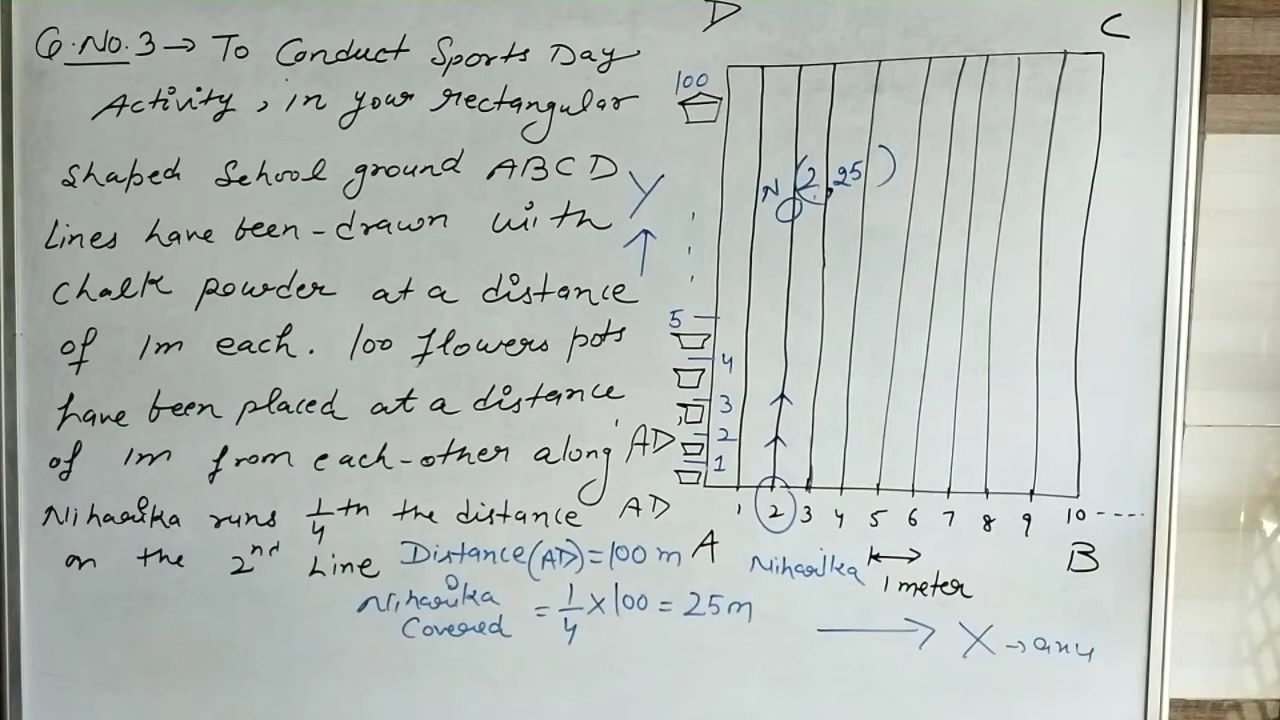 Q.No.3→ To Conduct Sports Day
Activity, in your rectangular
shaped School ground ABCD
lines have been-drawn with
chalk powder at a distance
of 1m each. 100 flowers pots
have been placed at a distance
of 1m from each-other along AD,
Niharika runs 1/4 th the distance AD
on the 2nd Line
Distance(AD)=100 m
Niharika Covered = 1/4 X 100 = 25m
D
C
100
N (2,25)
Y
↑
5
4
3
2
1
1 2 3 4 5 6 7 8 9 10 ----
A
Niharika
1 meter
B
→ X →